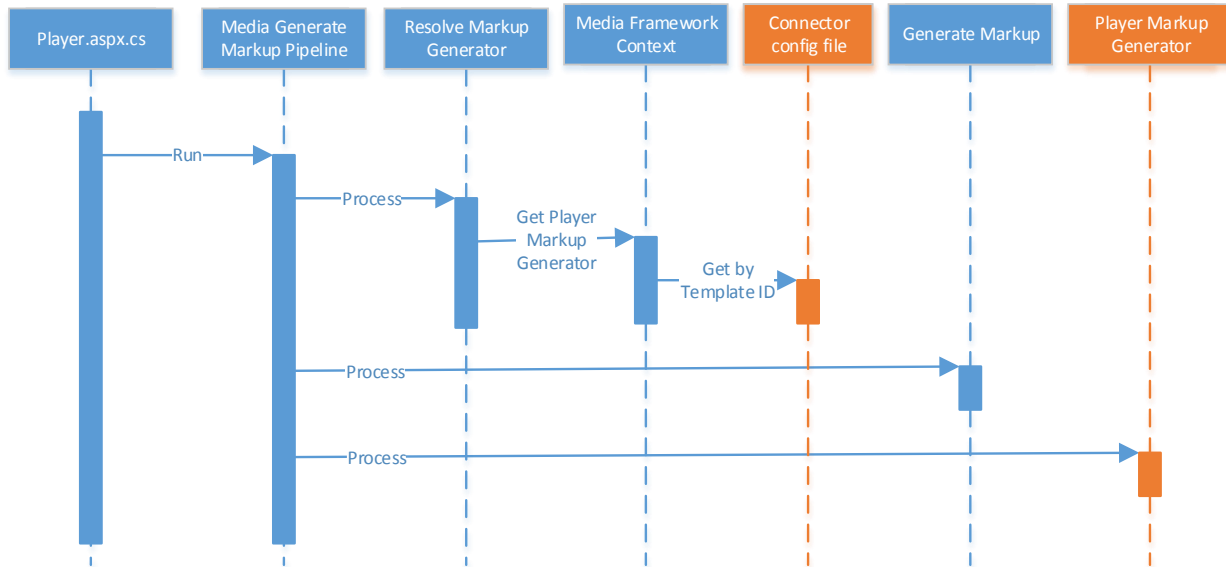 Player.aspx.cs
Media Generate
Markup Pipeline
Resolve Markup
Generator
Media Framework
Context
Connector
config file
Generate Markup
Player Markup
Generator
Run
Process
Get Player
Markup
Generator
Get by
Template ID
Process
Process